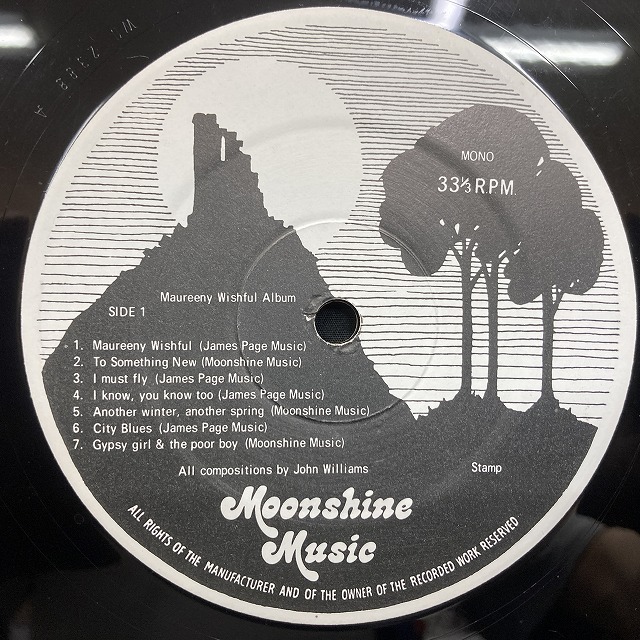 MONO
33⅓ R.P.M.
Maureeny Wishful Album
SIDE 1
1. Maureeny Wishful (James Page Music)
2. To Something New (Moonshine Music)
3. I must fly (James Page Music)
4. I know, you know too (James Page Music)
5. Another winter, another spring (Moonshine Music)
6. City Blues (James Page Music)
7. Gypsy girl & the poor boy (Moonshine Music)
All compositions by John Williams
Stamp
Moonshine
Music
ALL RIGHTS OF THE MANUFACTURER AND OF THE OWNER OF THE RECORDED WORK RESERVED